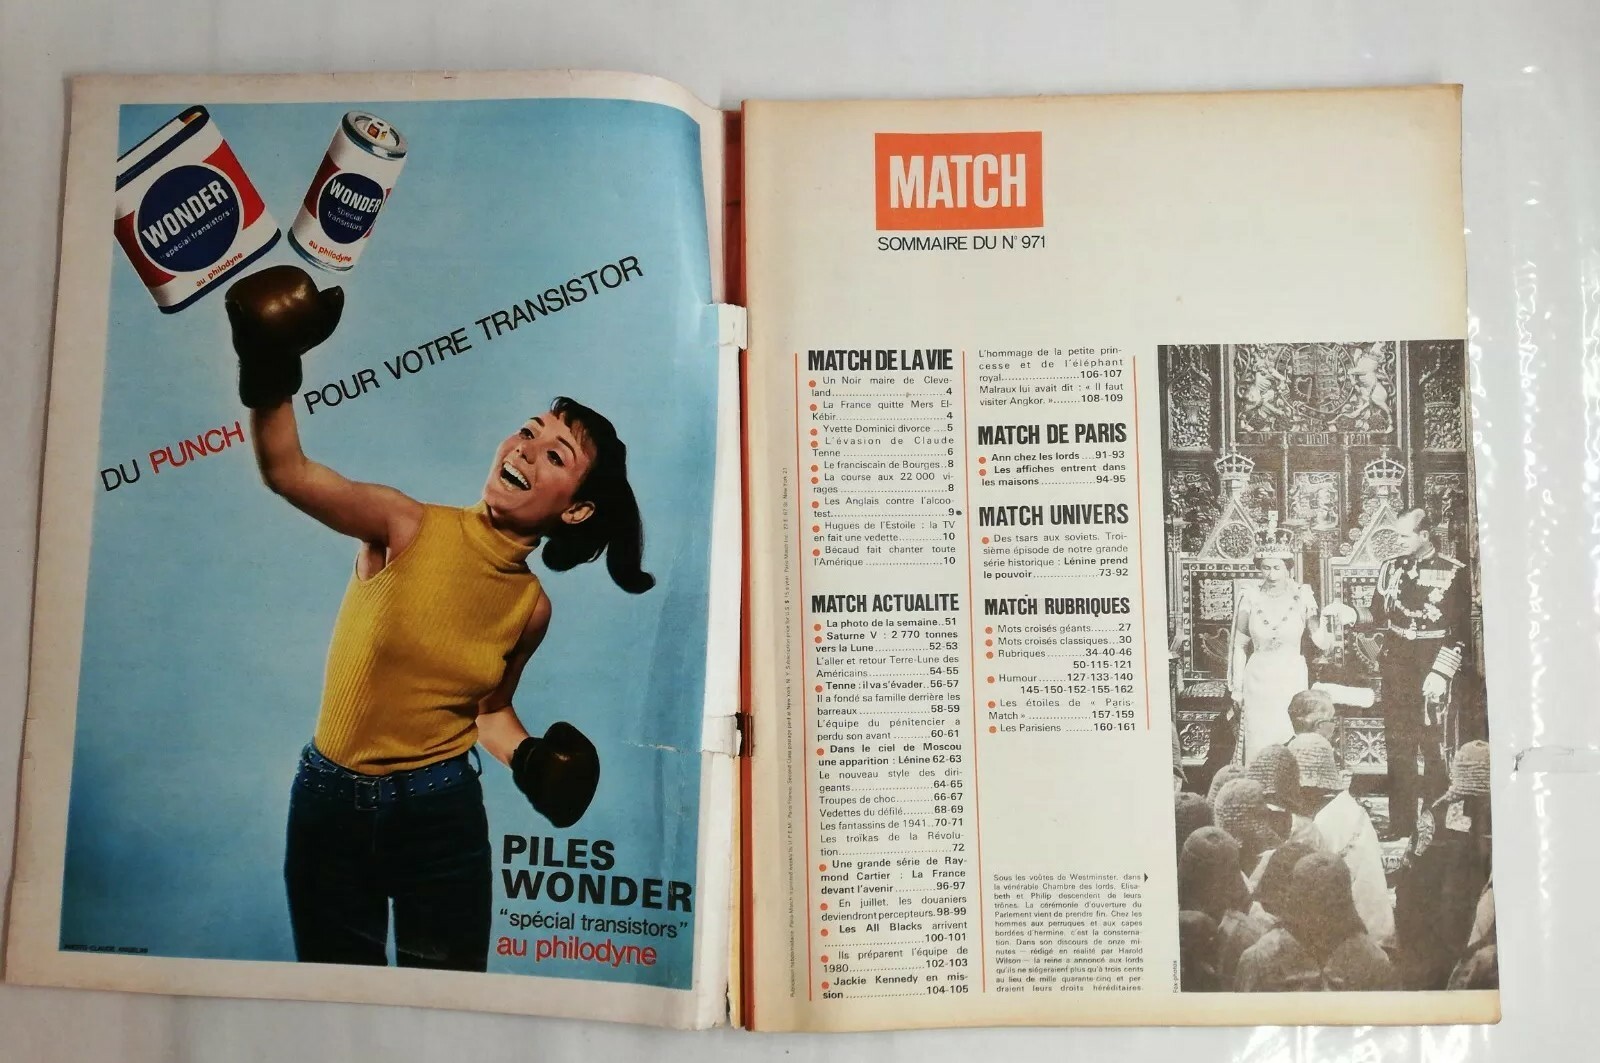 WONDER
"spécial transistors"
au philodyne
WONDER
spécial
transistors
au philodyne
DU PUNCH POUR VOTRE TRANSISTOR
PILES
WONDER
"spécial transistors"
au philodyne
MATCH
SOMMAIRE DU N° 971
MATCH DE LA VIE
Un Noir maire de Cleve-
land....................4
La France quitte Mers El-
Kébir...................4
Yvette Dominici divorce ....5
L'évasion de Claude
Tenne ..................6
Le franciscain de Bourges..8
La course aux 22 000 vi-
rages ..................8
Les Anglais contre l'alcoo-
test....................9
Hugues de l'Estoile : la TV
en fait une vedette.......10
Bécaud fait chanter toute
l'Amérique ..............10
MATCH ACTUALITE
La photo de la semaine..51
Saturne V : 2 770 tonnes
vers la Lune..........52-53
L'aller et retour Terre-Lune des
Américains............54-55
Tenne : il va s'évader..56-57
Il a fondé sa famille derrière les
barreaux .............58-59
L'équipe du pénitencier a
perdu son avant .......60-61
Dans le ciel de Moscou
une apparition : Lénine 62-63
Le nouveau style des diri-
geants................64-65
Troupes de choc.......66-67
Vedettes du défilé.....68-69
Les fantassins de 1941..70-71
Les troïkas de la Révolu-
tion....................72
Une grande série de Ray-
mond Cartier : La France
devant l'avenir ........96-97
En juillet, les douaniers
deviendront percepteurs.98-99
Les All Blacks arrivent
....................100-101
Ils préparent l'équipe de
1980................102-103
Jackie Kennedy en mis-
sion ................104-105
L'hommage de la petite prin-
cesse et de l'éléphant
royal...............106-107
Malraux lui avait dit : « Il faut
visiter Angkor. ».......108-109
MATCH DE PARIS
Ann chez les lords ....91-93
Les affiches entrent dans
les maisons ...........94-95
MATCH UNIVERS
Des tsars aux soviets. Troi-
sième épisode de notre grande
série historique : Lénine prend
le pouvoir.............73-92
MATCH RUBRIQUES
Mots croisés géants........27
Mots croisés classiques...30
Rubriques..........34-40-46
50-115-121
Humour .......127-133-140
145-150-152-155-162
Les étoiles de « Paris-
Match » ............157-159
Les Parisiens ........160-161
Sous les voûtes de Westminster, dans
la vénérable Chambre des lords, Elisa-
beth et Philip descendent de leurs
trônes. La cérémonie d'ouverture du
Parlement vient de prendre fin. Chez les
hommes aux perruques et aux capes
bordées d'hermine, c'est la consterna-
tion. Dans son discours de onze mi-
nutes — rédigé en réalité par Harold
Wilson — la reine a annoncé aux lords
qu'ils ne siégeraient plus qu'à trois cents
au lieu de mille quarante-cinq et per-
draient leurs droits héréditaires.
Fox-photos